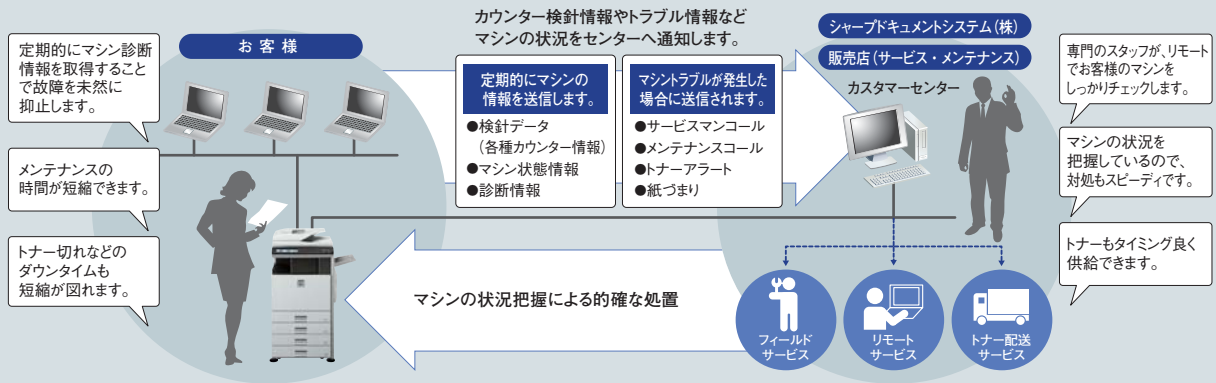 カウンター検針情報やトラブル情報など
マシンの状況をセンターへ通知します。
お客様
定期的にマシン診断
情報を取得すること
で故障を未然に
抑止します。
メンテナンスの
時間が短縮できます。
トナー切れなどの
ダウンタイムも
短縮が図れます。
定期的にマシンの
情報を送信します。
●検針データ
(各種カウンター情報)
●マシン状態情報
●診断情報
マシントラブルが発生した
場合に送信されます。
●サービスマンコール
●メンテナンスコール
●トナーアラート
●紙づまり
シャープドキュメントシステム(株)
販売店(サービス・メンテナンス)
カスタマーセンター
専門のスタッフが、リモート
でお客様のマシンを
しっかりチェックします。
マシンの状況を
把握しているので、
対処もスピーディです。
トナーもタイミング良く
供給できます。
マシンの状況把握による的確な処置
フィールド
サービス
リモート
サービス
トナー配送
サービス